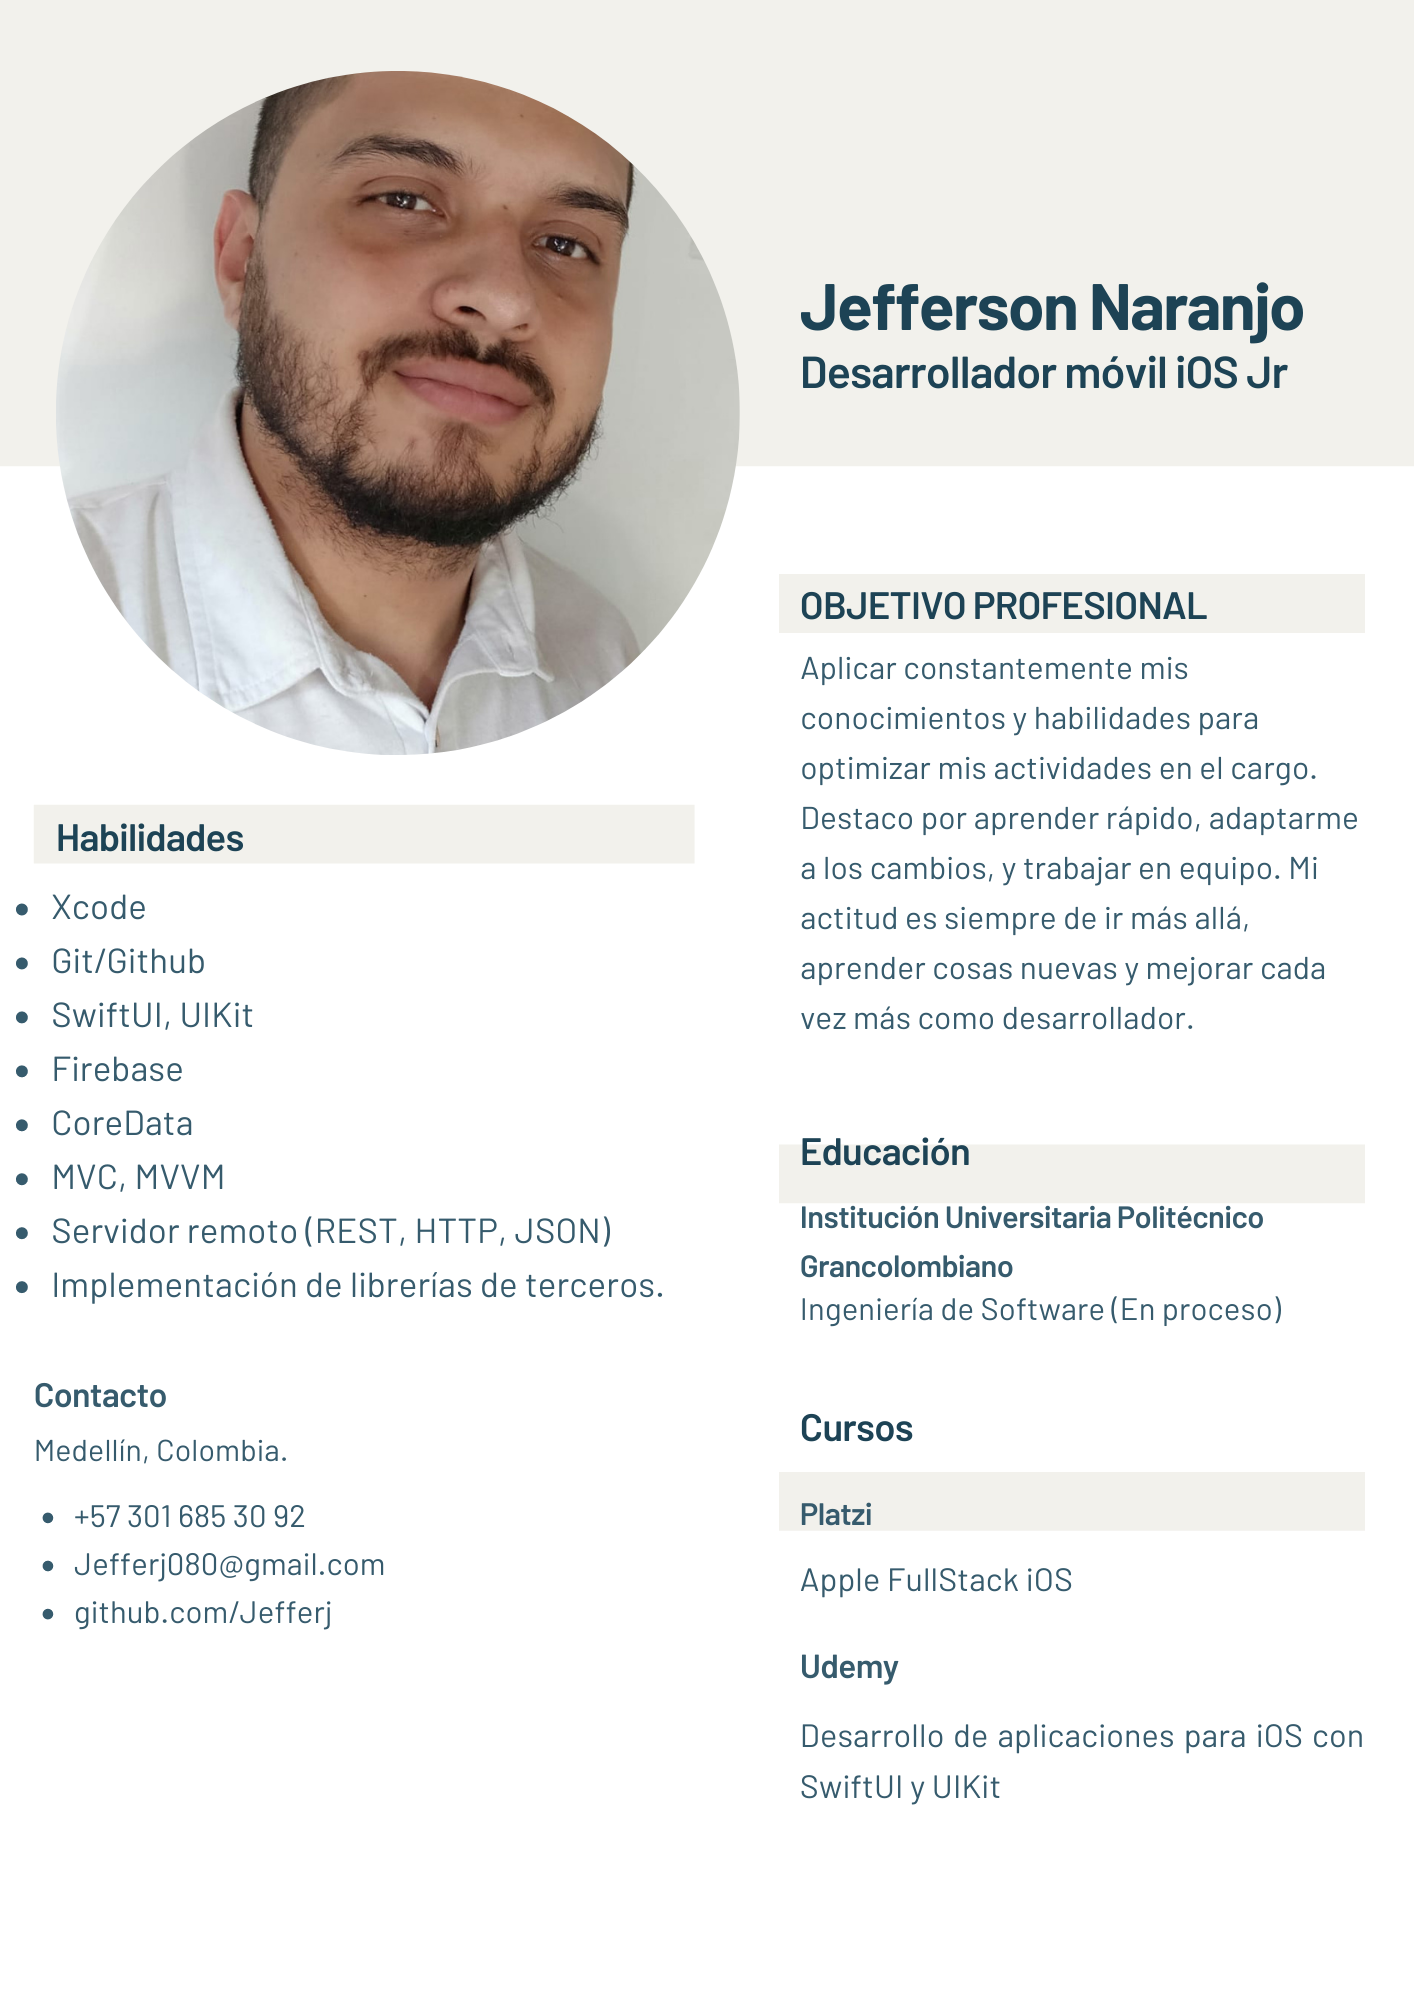 Jefferson Naranjo
Desarrollador móvil iOS Jr
OBJETIVO PROFESIONAL
Aplicar constantemente mis
conocimientos y habilidades para
optimizar mis actividades en el cargo.
Destaco por aprender rápido, adaptarme
a los cambios, y trabajar en equipo. Mi
actitud es siempre de ir más allá,
aprender cosas nuevas y mejorar cada
vez más como desarrollador.
Habilidades
• Xcode
• Git/Github
• SwiftUI, UIKit
• Firebase
• CoreData
• MVC, MVVM
• Servidor remoto (REST, HTTP, JSON)
• Implementación de librerías de terceros.
Contacto
Medellín, Colombia.
• +57 301 685 30 92
• Jefferj080@gmail.com
• github.com/Jefferj
Educación
Institución Universitaria Politécnico
Grancolombiano
Ingeniería de Software (En proceso)
Cursos
Platzi
Apple FullStack iOS
Udemy
Desarrollo de aplicaciones para iOS con
SwiftUI y UIKit